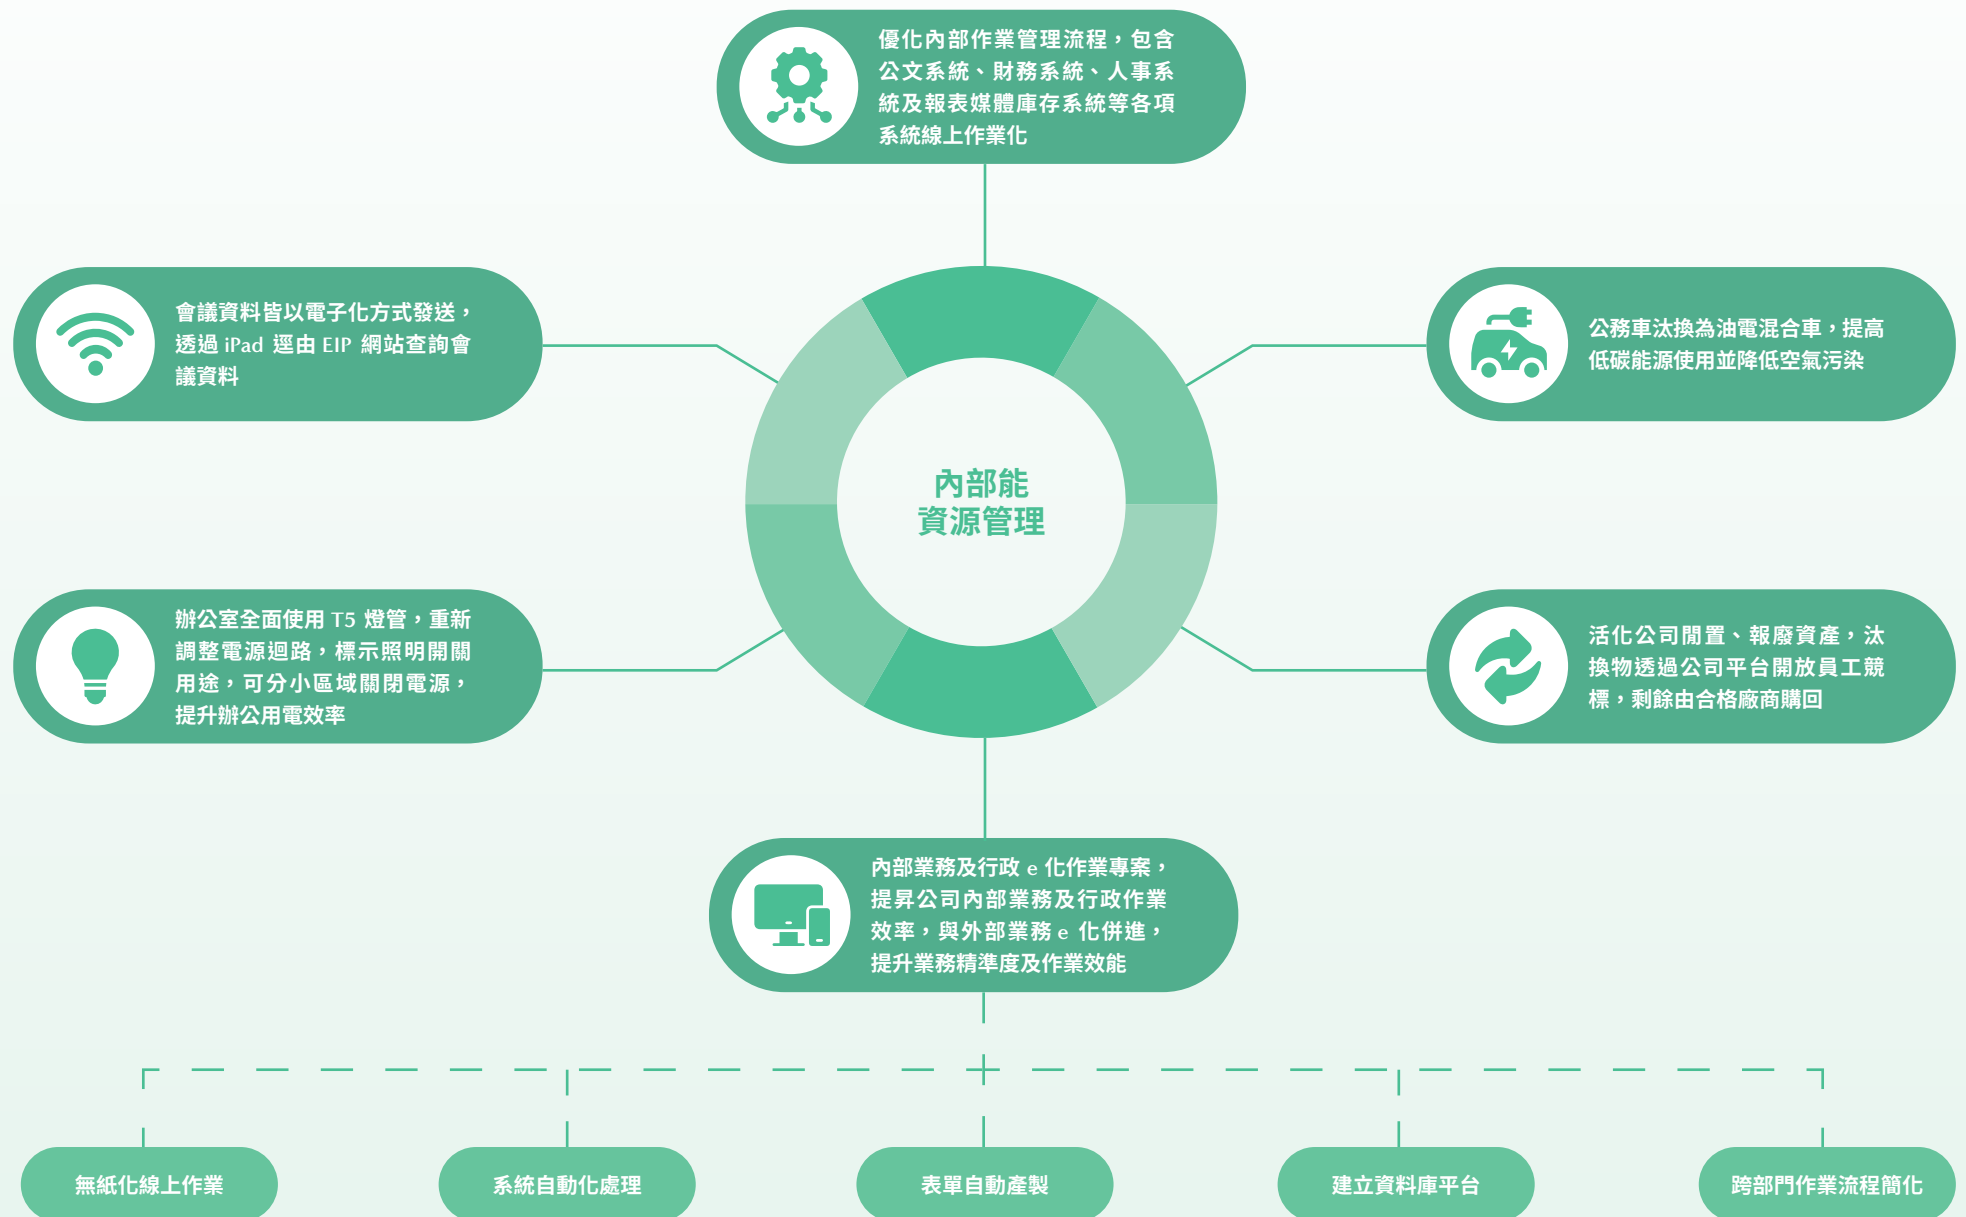 優化內部作業管理流程，包含
公文系統、財務系統、人事系
統及報表媒體庫存系統等各項
系統線上作業化
會議資料皆以電子化方式發送，
透過 iPad 逕由 EIP 網站查詢會
議資料
公務車汰換為油電混合車，提高
低碳能源使用並降低空氣污染
內部能
資源管理
辦公室全面使用 T5 燈管，重新
調整電源迴路，標示照明開關
用途，可分小區域關閉電源，
提升辦公用電效率
活化公司閒置、報廢資產，汰
換物透過公司平台開放員工競
標，剩餘由合格廠商購回
內部業務及行政 e 化作業專案，
提昇公司內部業務及行政作業
效率，與外部業務 e 化併進，
提升業務精準度及作業效能
無紙化線上作業
系統自動化處理
表單自動產製
建立資料庫平台
跨部門作業流程簡化